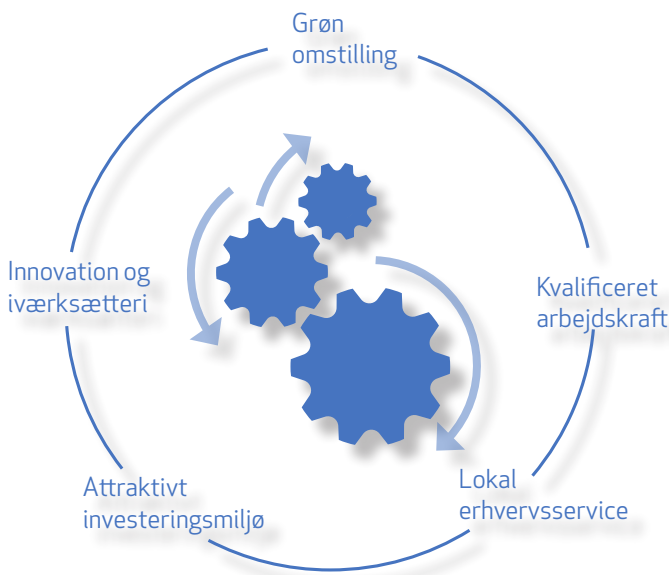 Grøn
omstilling
Kvalificeret
arbejdskraft
Lokal
erhvervsservice
Attraktivt
investeringsmiljø
Innovation og
iværksætteri